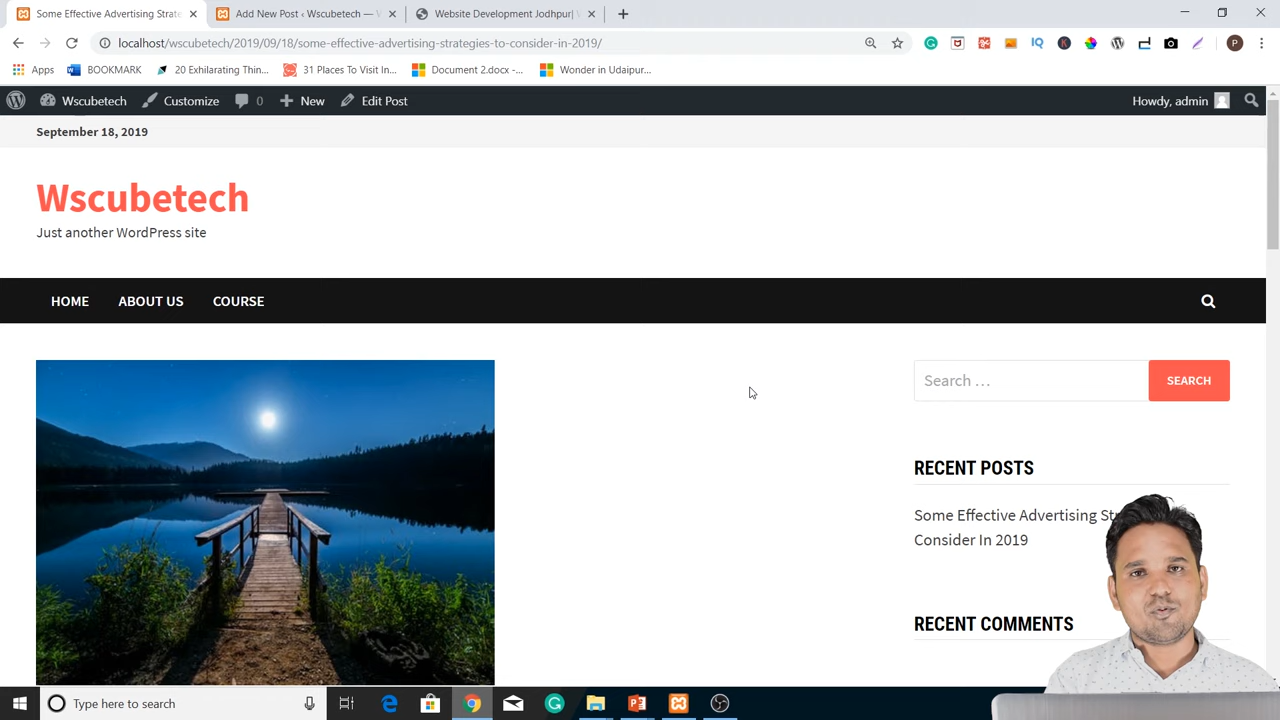 Some Effective Advertising Strate
Add New Post ‹ Wscubetech — W
Website Development Jodhpur| V
localhost/wscubetech/2019/09/18/some-effective-advertising-strategies-to-consider-in-2019/
Apps
BOOKMARK
20 Exhilarating Thin...
31 Places To Visit In...
Document 2.docx -...
Wonder in Udaipur...
Wscubetech
Customize
0
New
Edit Post
Howdy, admin
September 18, 2019
Wscubetech
Just another WordPress site
HOME
ABOUT US
COURSE
Search …
SEARCH
RECENT POSTS
Some Effective Advertising Str
Consider In 2019
RECENT COMMENTS
Type here to search